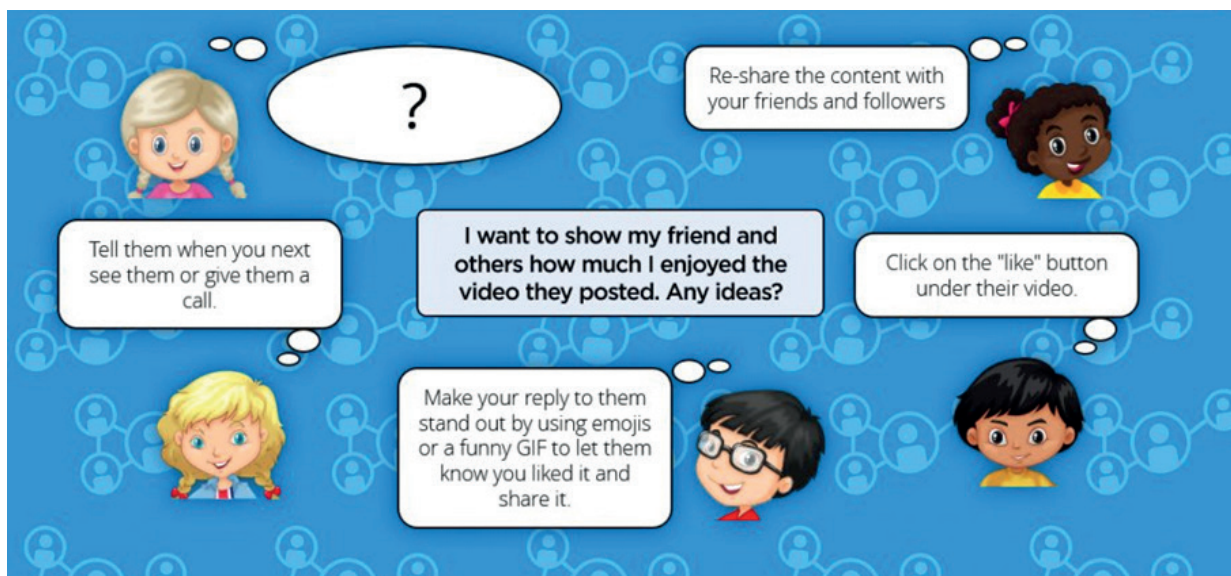 ?
Re-share the content with
your friends and followers
Tell them when you next
see them or give them a
call.
I want to show my friend and
others how much I enjoyed the
video they posted. Any ideas?
Click on the "like" button
under their video.
Make your reply to them
stand out by using emojis
or a funny GIF to let them
know you liked it and
share it.